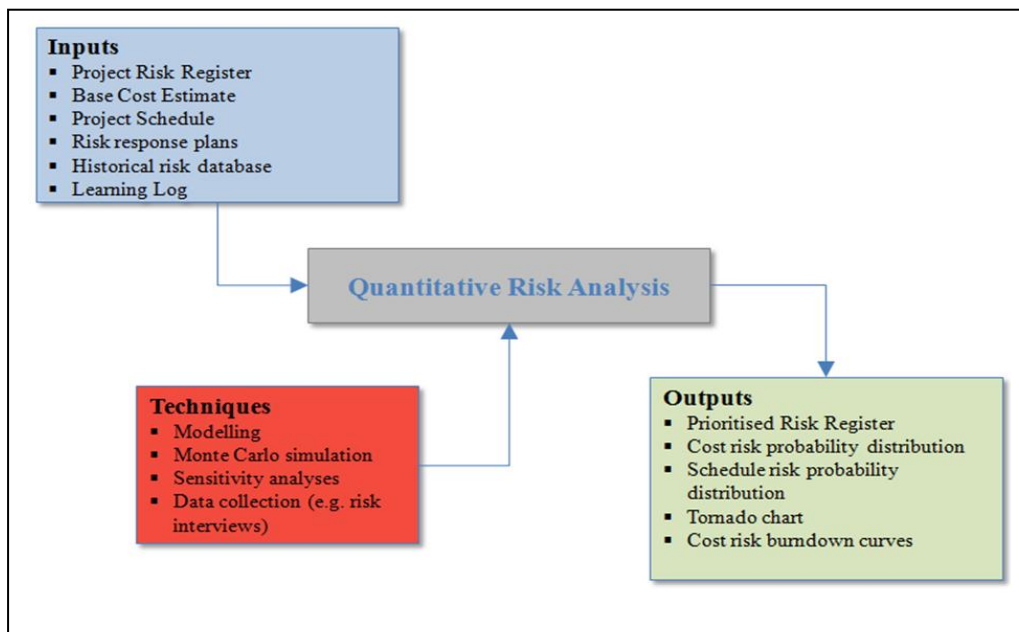 Inputs
▪ Project Risk Register
▪ Base Cost Estimate
▪ Project Schedule
▪ Risk response plans
▪ Historical risk database
▪ Learning Log
Quantitative Risk Analysis
Techniques
▪ Modelling
▪ Monte Carlo simulation
▪ Sensitivity analyses
▪ Data collection (e.g. risk
interviews)
Outputs
▪ Prioritised Risk Register
▪ Cost risk probability distribution
▪ Schedule risk probability
distribution
▪ Tornado chart
▪ Cost risk burndown curves